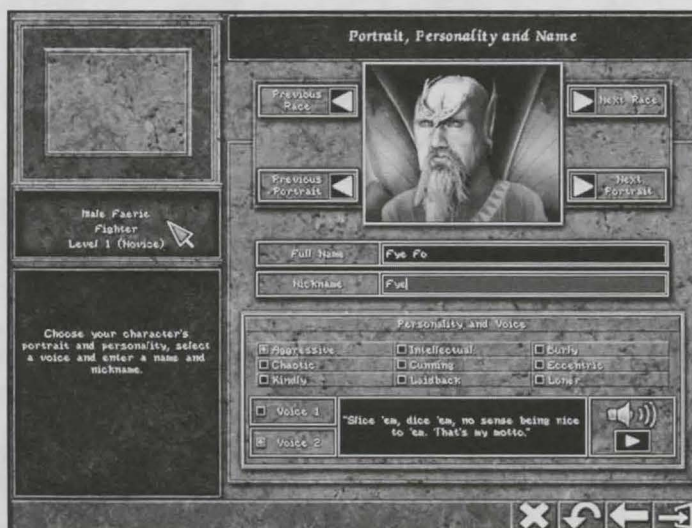 Portrait, Personality and Name
Previous
Race
Next Race
Previous
Portrait
Next
Portrait
Male Faerie
Fighter
Level 1 (Novice)
Full Name
Fye Fo
Nickname
Fye
Choose your character's
portrait and personality, select
a voice and enter a name and
nickname.
Personality and Voice
Aggressive
Intellectual
Burly
Chaotic
Cunning
Eccentric
Kindly
Laidback
Loner
Voice 1
Voice 2
"Slice 'em, dice 'em, no sense being nice
to 'em. That's my motto."